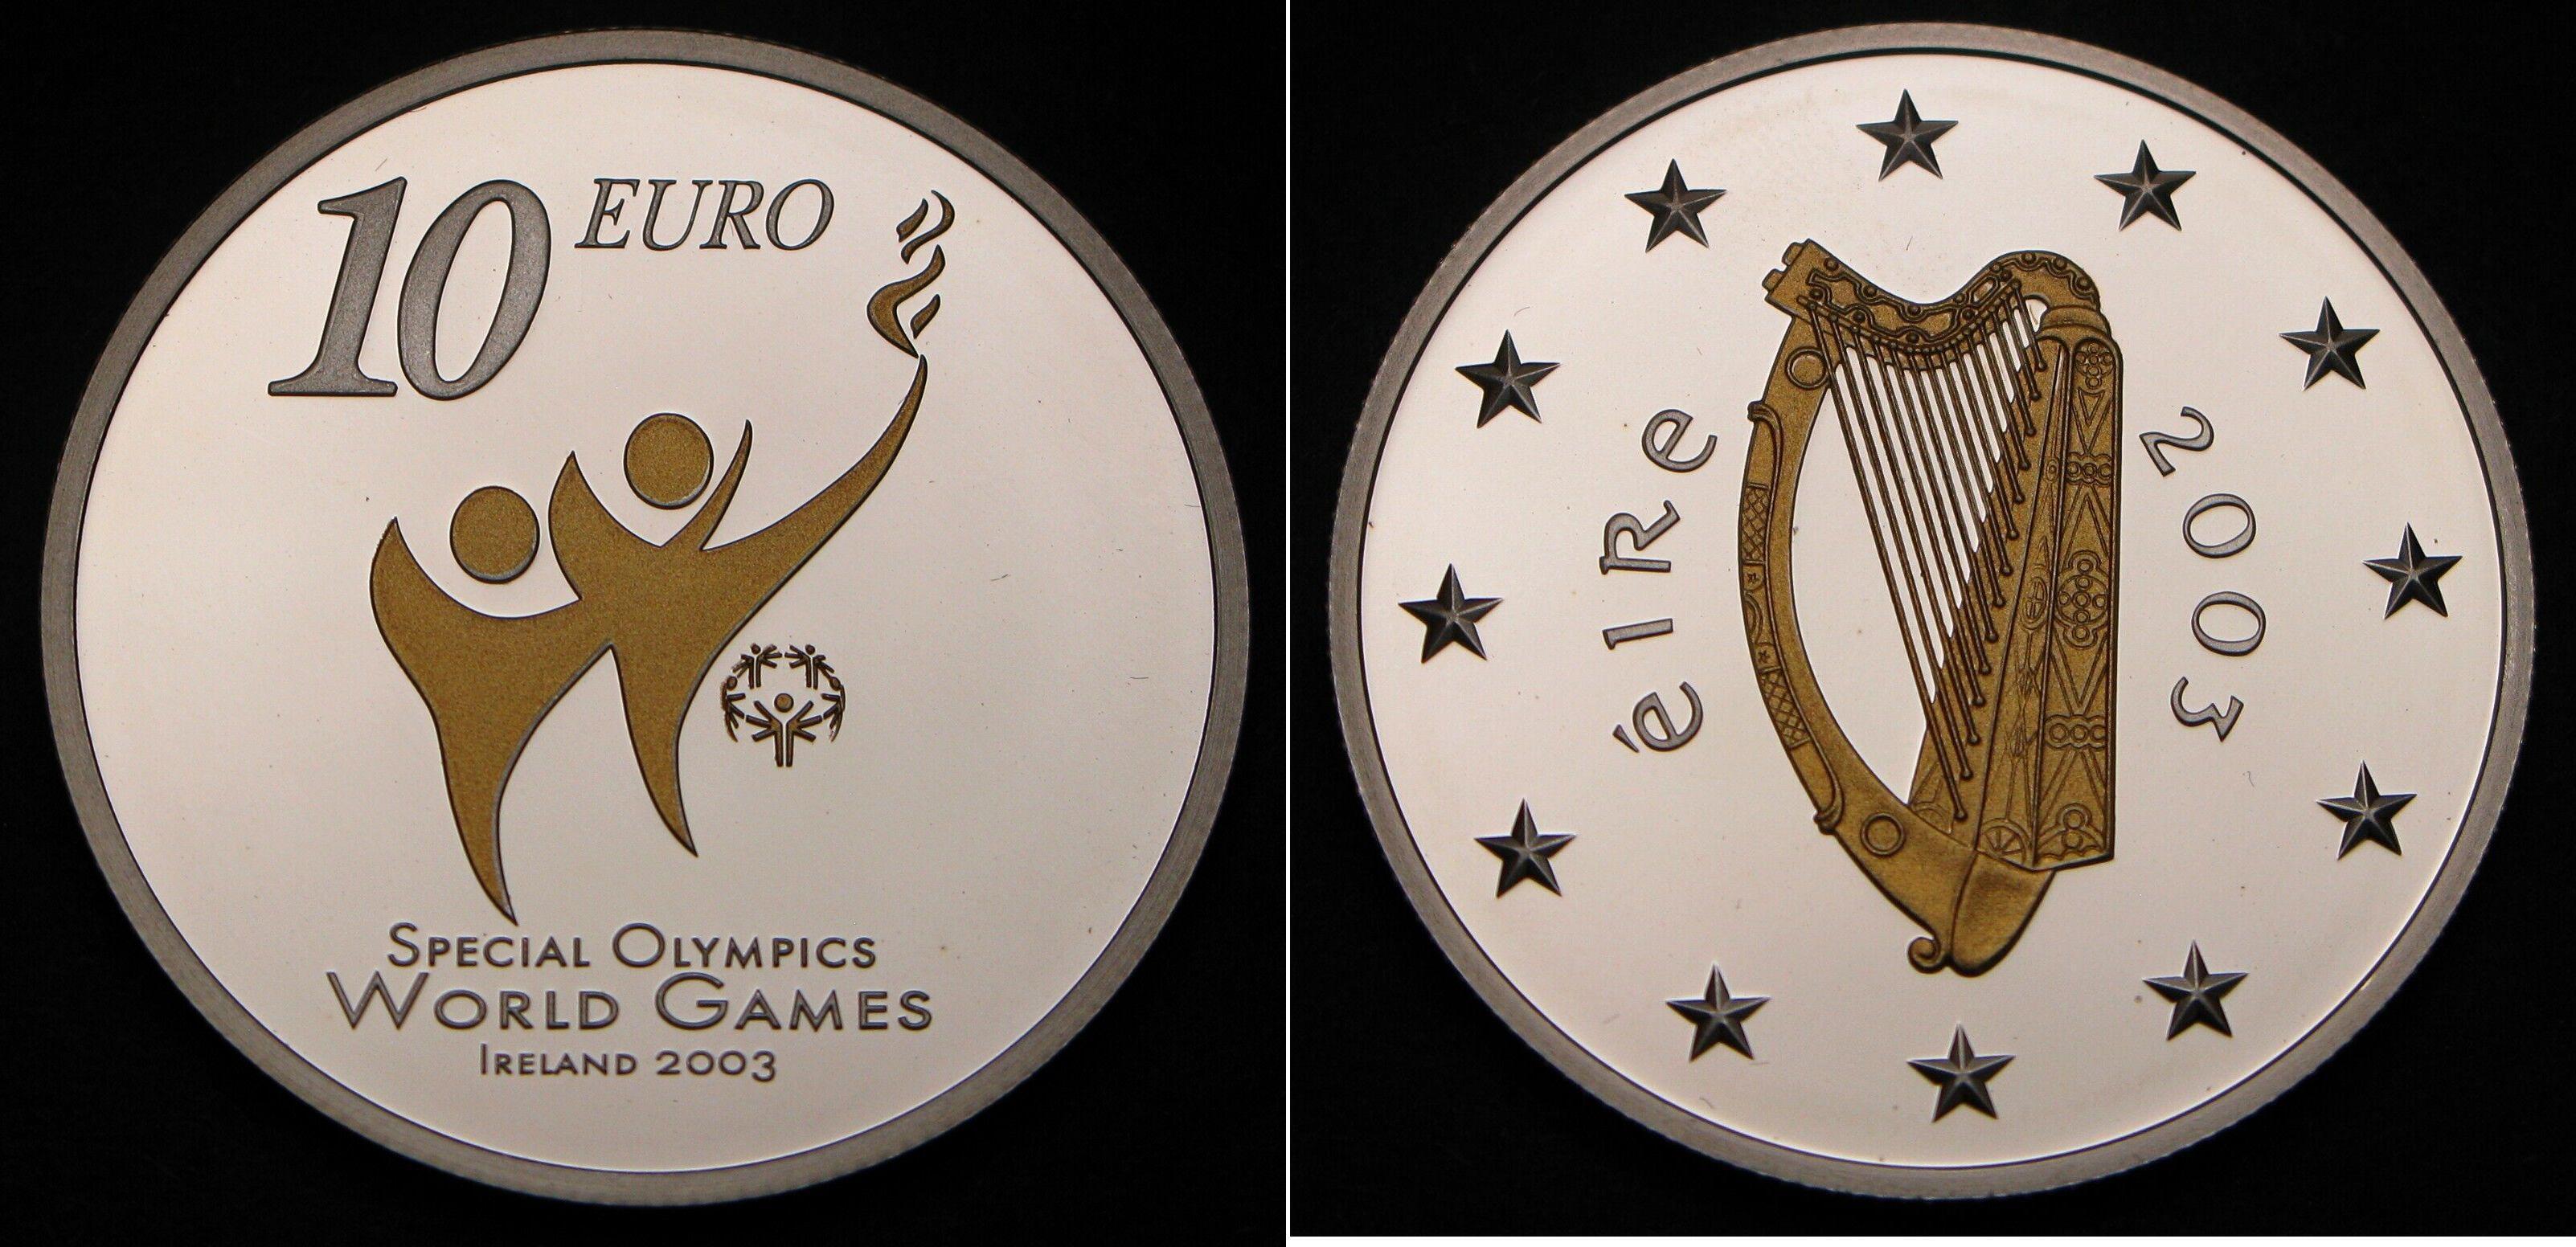 10 EURO
SPECIAL OLYMPICS
WORLD GAMES
IRELAND 2003
éIRe
2003